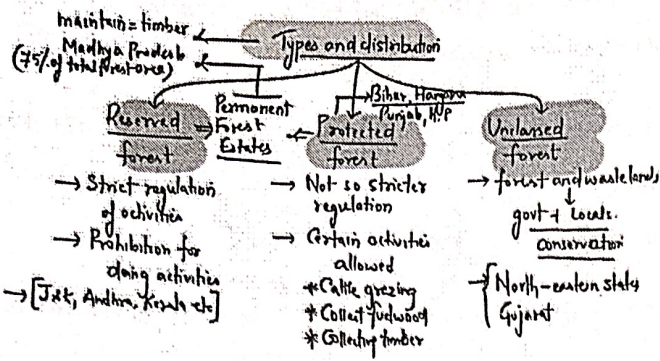 maintain = timber
Types and distribution
Madhya Pradesh
(75% of total forest area)
Bihar, Haryana
Punjab, H.P
Reserved
forest
Permanent
Forest
Estates
Protected
forest
Unclassed
forest
→ Strict regulation
of activities
→ Prohibition for
doing activities
→ [J&K, Andhra, Kerala etc]
→ Not so stricter
regulation
→ Certain activities
allowed
* Cattle grezing
* Collect fuelwood
* Collecting timber
→ forest and wastelands
↓
govt + Locals.
conservation
→ North-eastern states
Gujarat